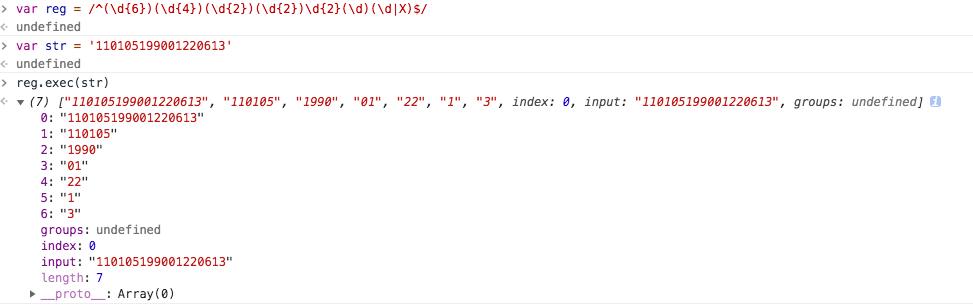 > var reg = /^(\d{6})(\d{4})(\d{2})(\d{2})\d{2}(\d)(\d|X)$/
< undefined
> var str = '110105199001220613'
< undefined
> reg.exec(str)
< ▼ (7) ["110105199001220613", "110105", "1990", "01", "22", "1", "3", index: 0, input: "110105199001220613", groups: undefined] i
0: "110105199001220613"
1: "110105"
2: "1990"
3: "01"
4: "22"
5: "1"
6: "3"
groups: undefined
index: 0
input: "110105199001220613"
length: 7
▶ __proto__: Array(0)